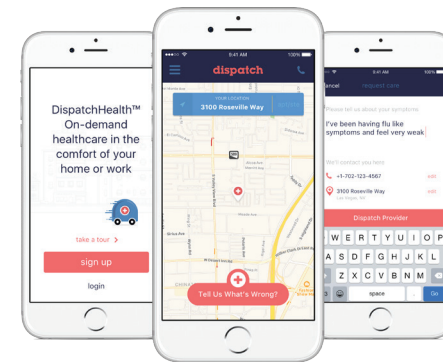 DispatchHealth™
On-demand
healthcare in the
comfort of your
home or work
take a tour >
sign up
login
9:41 AM
100%
dispatch
YOUR LOCATION
3100 Roseville Way
Tell Us What's Wrong?
9:41 AM
100%
Cancel
request care
Please tell us about your symptoms
I've been having flu like
symptoms and feel very weak
We'll contact you here
+1-702-123-4567
edit
3100 Roseville Way
edit
Las Vegas, NV
Dispatch Provider
W E R T Y U I O P
A S D F G H J K L
Z X C V B N M
space
.
Go